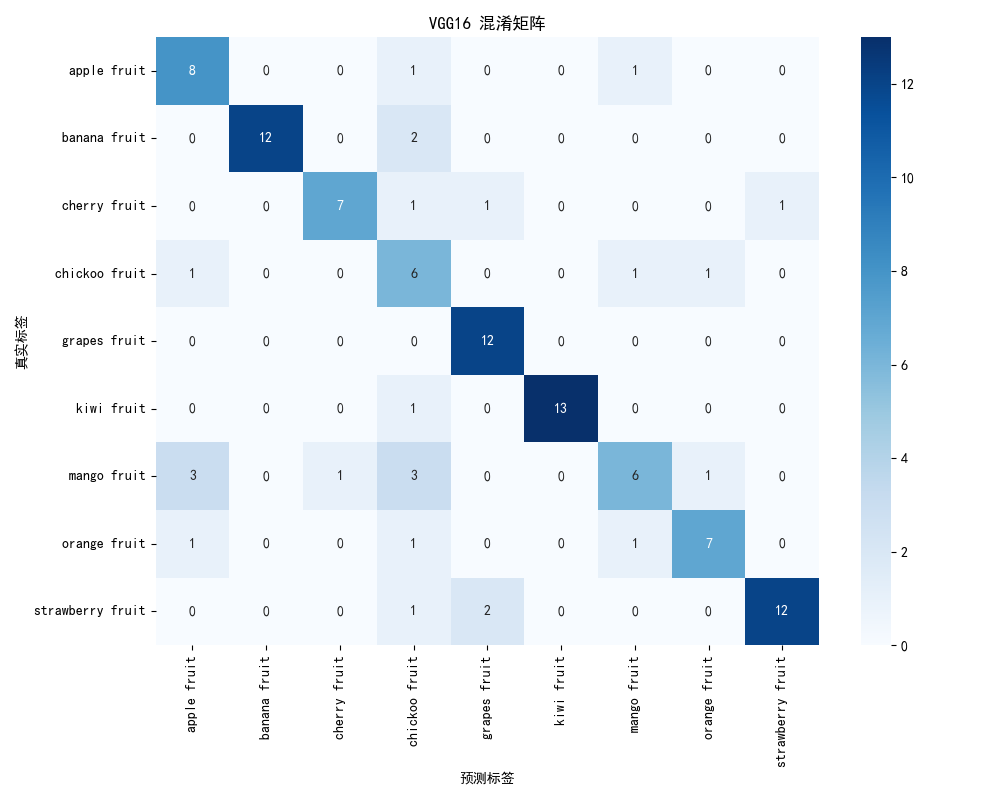 VGG16 混淆矩阵
真实标签
apple fruit 8 0 0 1 0 0 1 0 0
banana fruit 0 12 0 2 0 0 0 0 0
cherry fruit 0 0 7 1 1 0 0 0 1
chickoo fruit 1 0 0 6 0 0 1 1 0
grapes fruit 0 0 0 0 12 0 0 0 0
kiwi fruit 0 0 0 1 0 13 0 0 0
mango fruit 3 0 1 3 0 0 6 1 0
orange fruit 1 0 0 1 0 0 1 7 0
strawberry fruit 0 0 0 1 2 0 0 0 12
apple fruit
banana fruit
cherry fruit
chickoo fruit
grapes fruit
kiwi fruit
mango fruit
orange fruit
strawberry fruit
预测标签
12
10
8
6
4
2
0